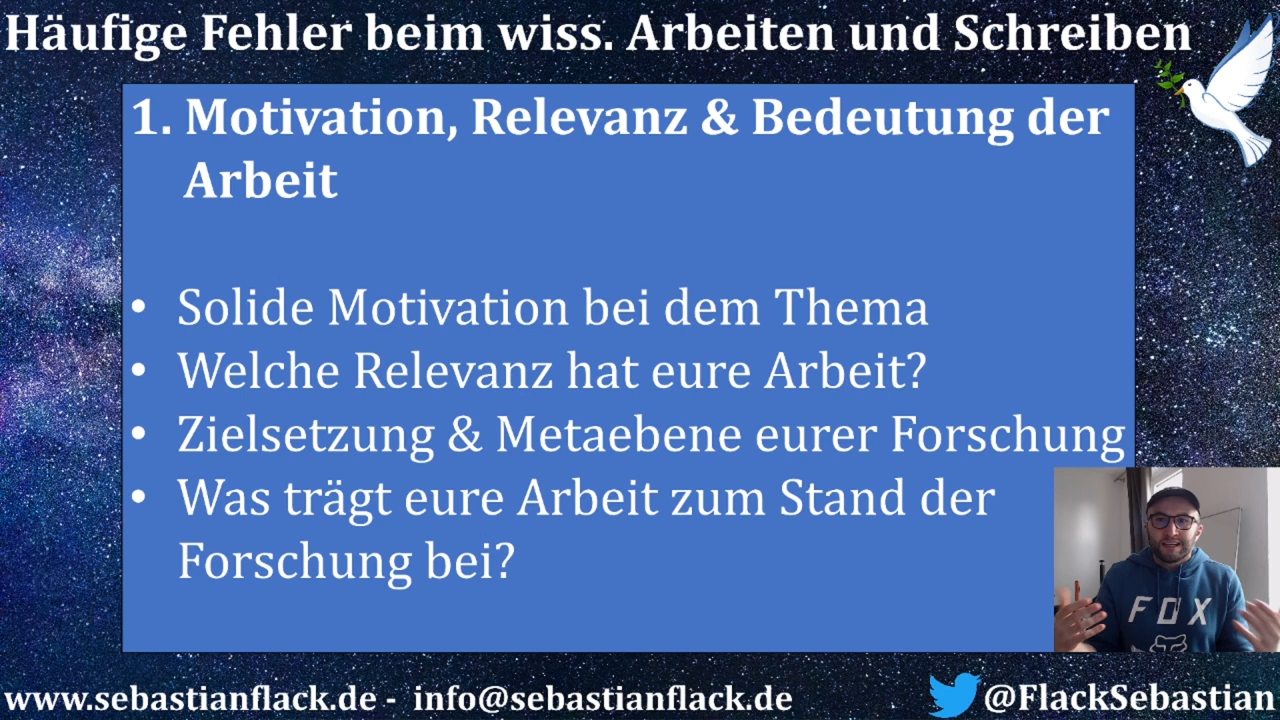 Häufige Fehler beim wiss. Arbeiten und Schreiben
1. Motivation, Relevanz & Bedeutung der
Arbeit
• Solide Motivation bei dem Thema
• Welche Relevanz hat eure Arbeit?
• Zielsetzung & Metaebene eurer Forschung
• Was trägt eure Arbeit zum Stand der
Forschung bei?
FOX
www.sebastianflack.de - info@sebastianflack.de
@FlackSebastian